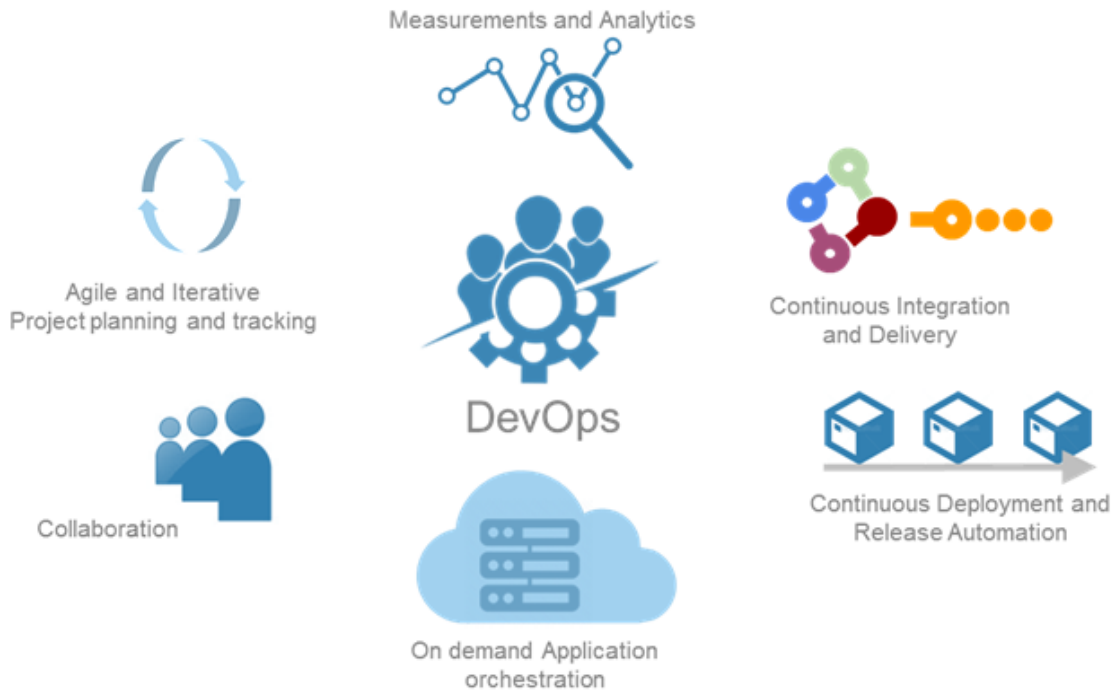 Measurements and Analytics
Agile and Iterative
Project planning and tracking
Continuous Integration
and Delivery
DevOps
Collaboration
Continuous Deployment and
Release Automation
On demand Application
orchestration